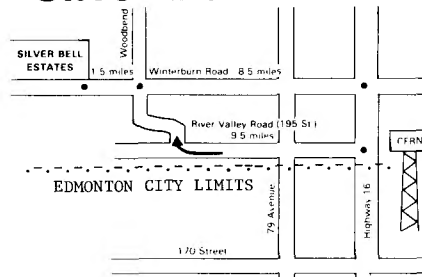 Woodbend
SILVER BELL
ESTATES
1.5 miles Winterburn Road 8.5 miles
River Valley Road (195 St.)
9.5 miles
CERN
EDMONTON CITY LIMITS
79 Avenue
Highway 16
170 Street